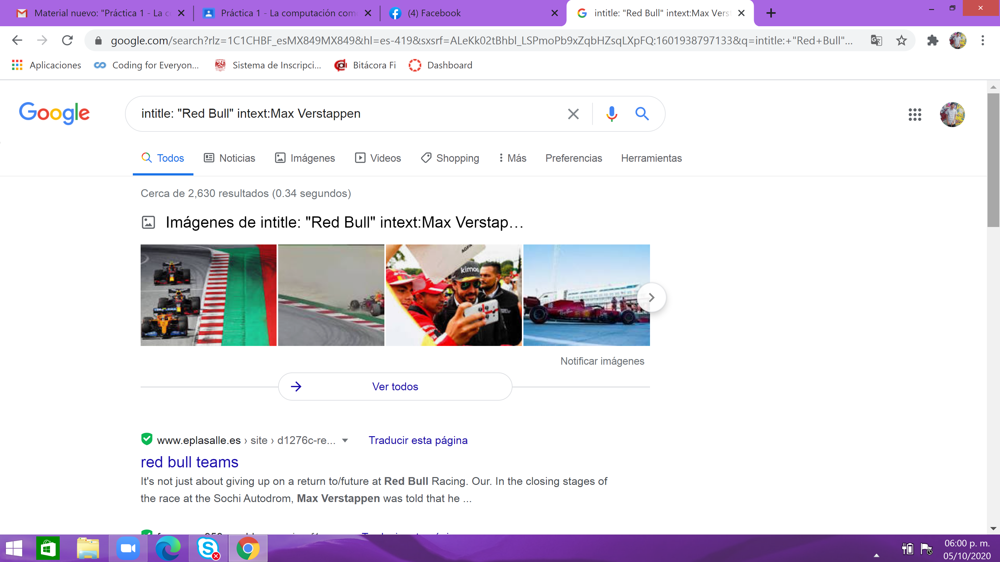 Material nuevo: "Práctica 1 - La c
Práctica 1 - La computación com
(4) Facebook
intitle: "Red Bull" intext:Max Vers
google.com/search?rlz=1C1CHBF_esMX849MX849&hl=es-419&sxsrf=ALeKk02tBhbl_LSPmoPb9xZqbHZsqLXpFQ:1601938797133&q=intitle:+"Red+Bull"...
Aplicaciones
Coding for Everyon...
Sistema de Inscripci...
Bitácora Fi
Dashboard
Google
intitle: "Red Bull" intext:Max Verstappen
Todos
Noticias
Imágenes
Videos
Shopping
Más
Preferencias
Herramientas
Cerca de 2,630 resultados (0.34 segundos)
Imágenes de intitle: "Red Bull" intext:Max Verstap...
AGFA
kimoa
Notificar imágenes
Ver todos
www.eplasalle.es › site › d1276c-re...
Traducir esta página
red bull teams
It's not just about giving up on a return to/future at Red Bull Racing. Our. In the closing stages of
the race at the Sochi Autodrom, Max Verstappen was told that he ...
06:00 p. m.
05/10/2020